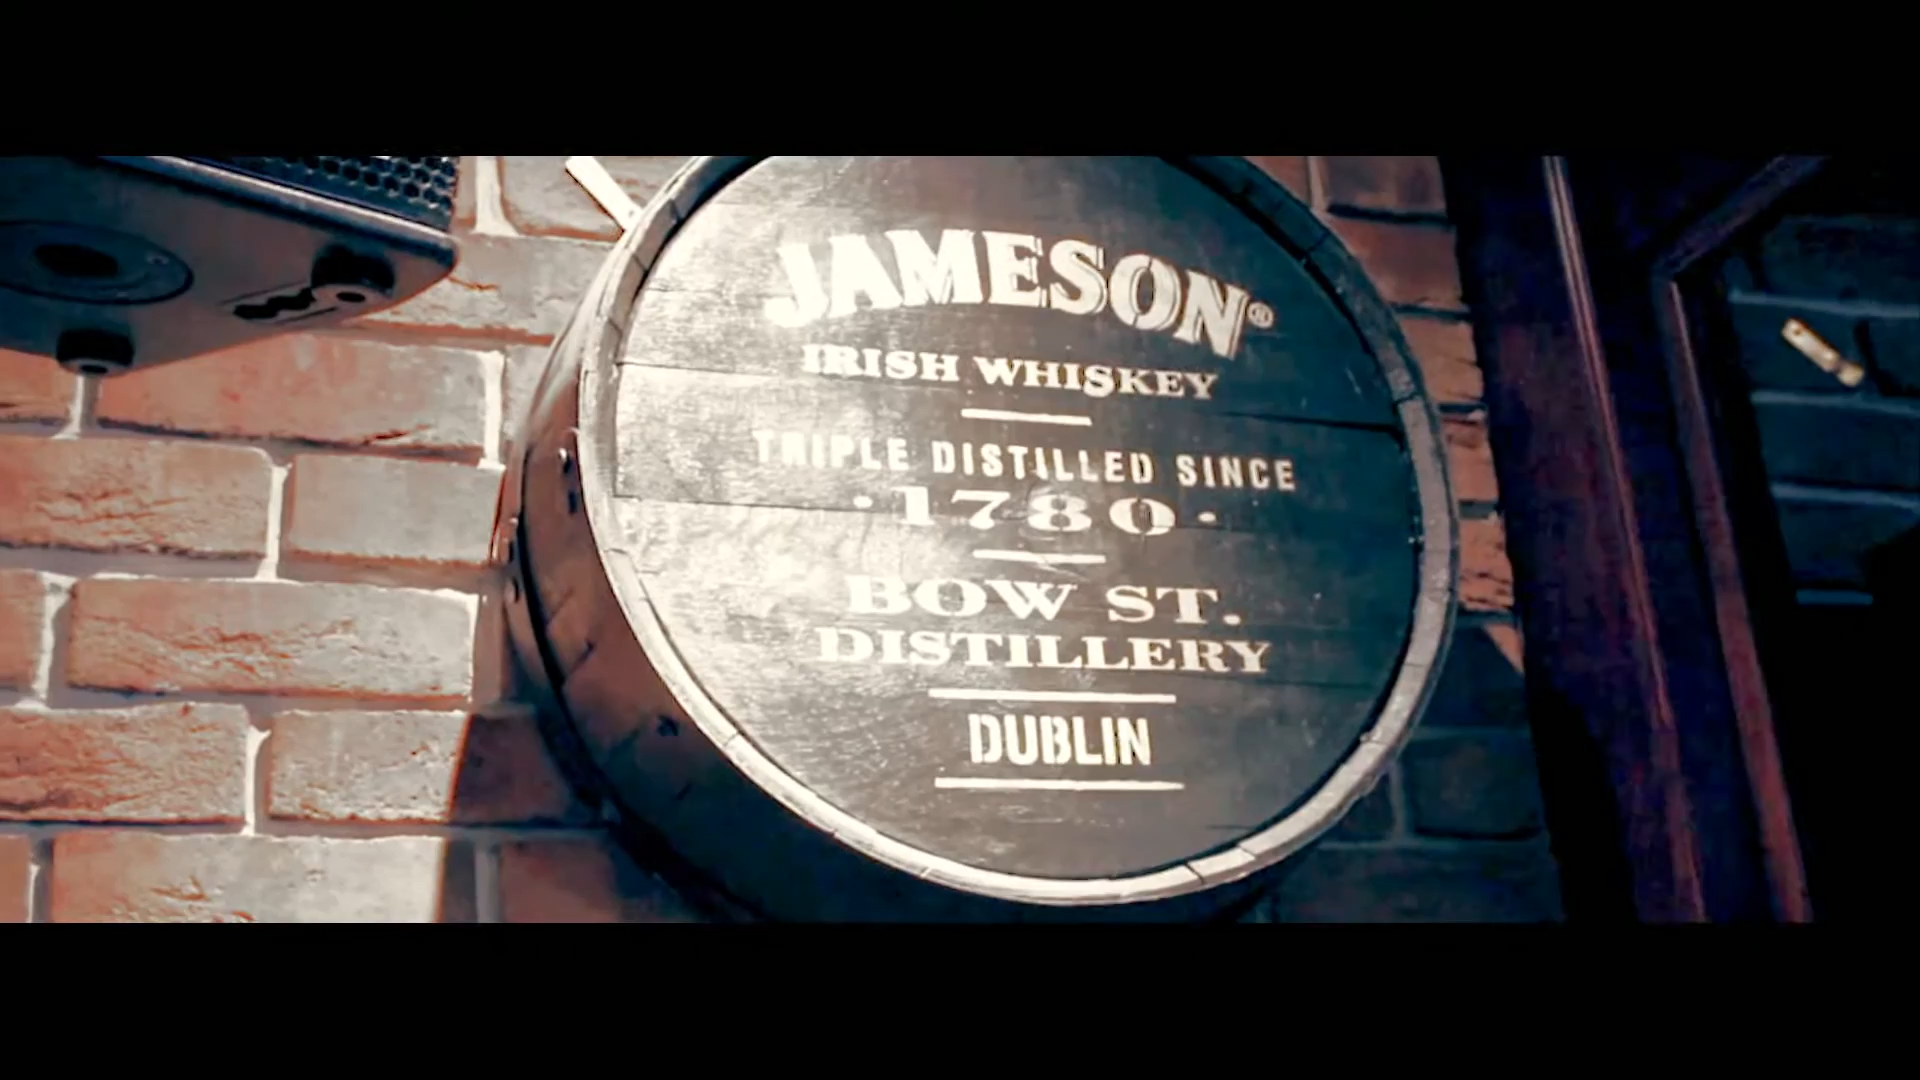 JAMESON®
IRISH WHISKEY
TRIPLE DISTILLED SINCE
·1780·
BOW ST.
DISTILLERY
DUBLIN